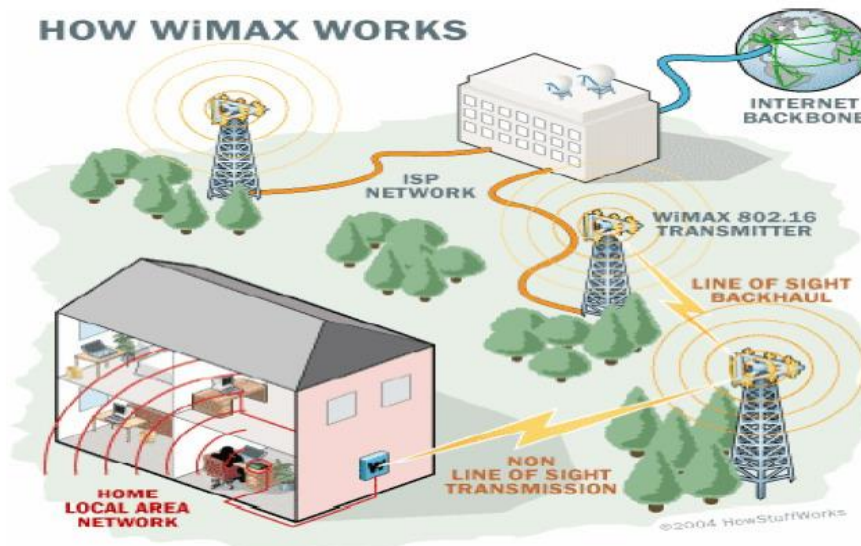 HOW WiMAX WORKS
INTERNET
BACKBONE
ISP
NETWORK
WiMAX 802.16
TRANSMITTER
LINE OF SIGHT
BACKHAUL
NON
LINE OF SIGHT
TRANSMISSION
HOME
LOCAL AREA
NETWORK
©2004 HowStuffWorks